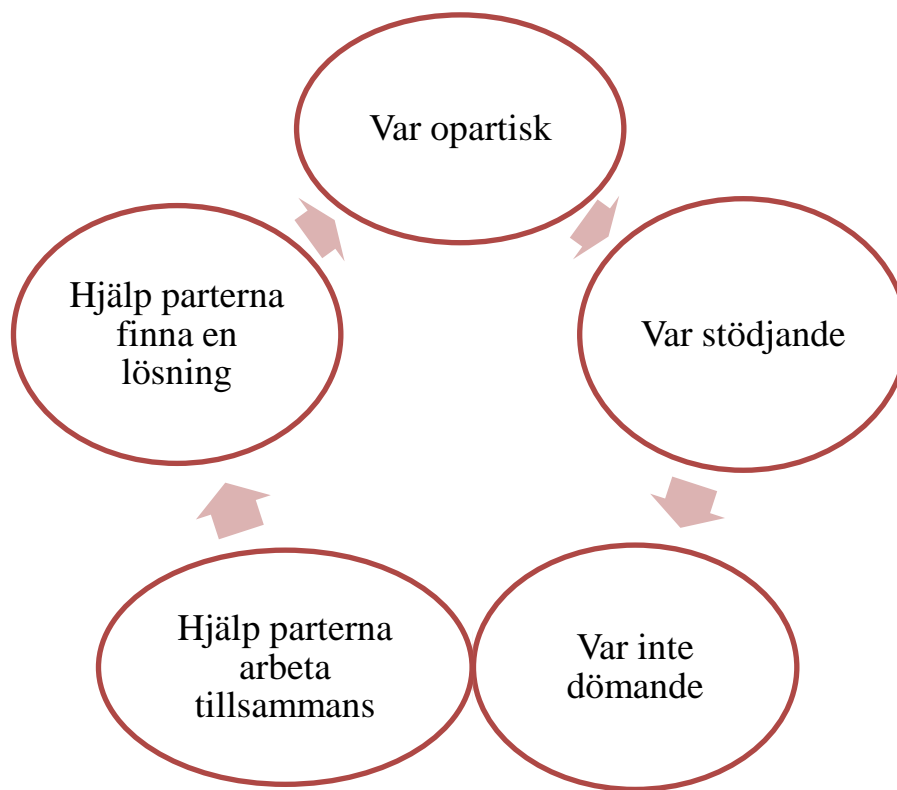 Var opartisk
Var stödjande
Var inte
dömande
Hjälp parterna
arbeta
tillsammans
Hjälp parterna
finna en
lösning